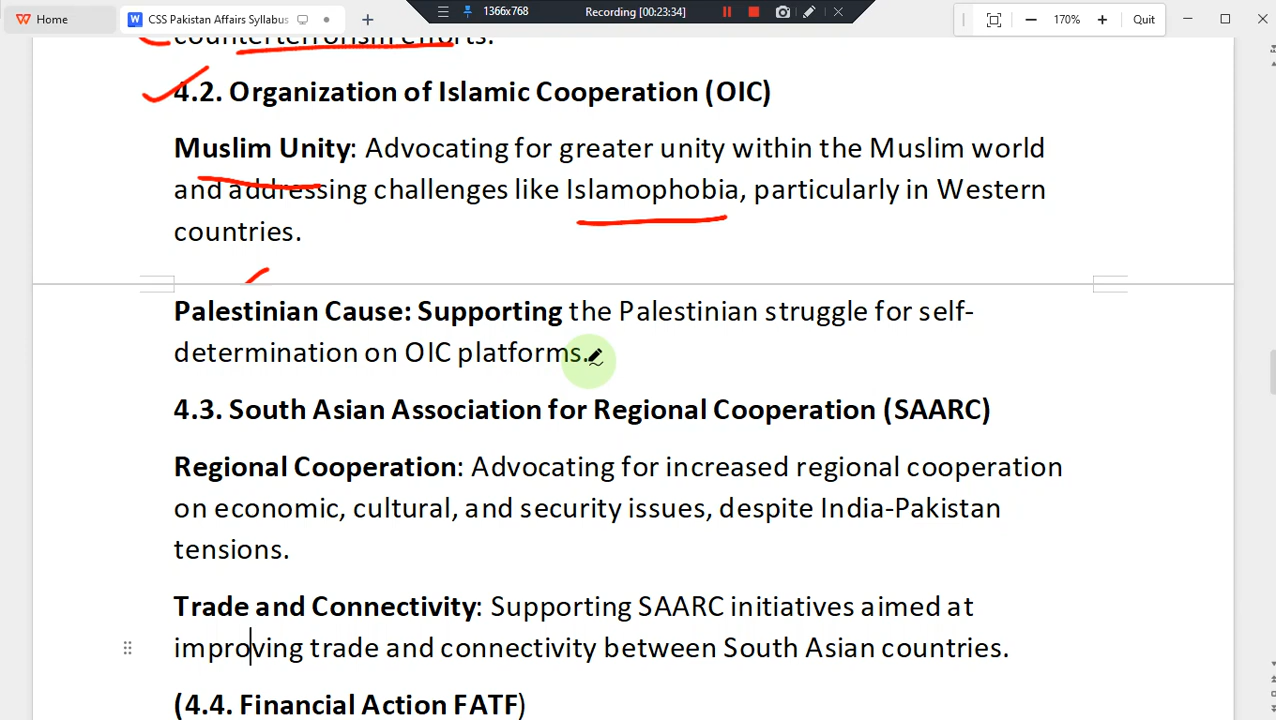 Home
CSS Pakistan Affairs Syllabus
1366x768
Recording [00:23:34]
170%
Quit
counterterrorism efforts.
4.2. Organization of Islamic Cooperation (OIC)
Muslim Unity: Advocating for greater unity within the Muslim world
and addressing challenges like Islamophobia, particularly in Western
countries.
Palestinian Cause: Supporting the Palestinian struggle for self-
determination on OIC platforms.
4.3. South Asian Association for Regional Cooperation (SAARC)
Regional Cooperation: Advocating for increased regional cooperation
on economic, cultural, and security issues, despite India-Pakistan
tensions.
Trade and Connectivity: Supporting SAARC initiatives aimed at
improving trade and connectivity between South Asian countries.
(4.4. Financial Action FATF)